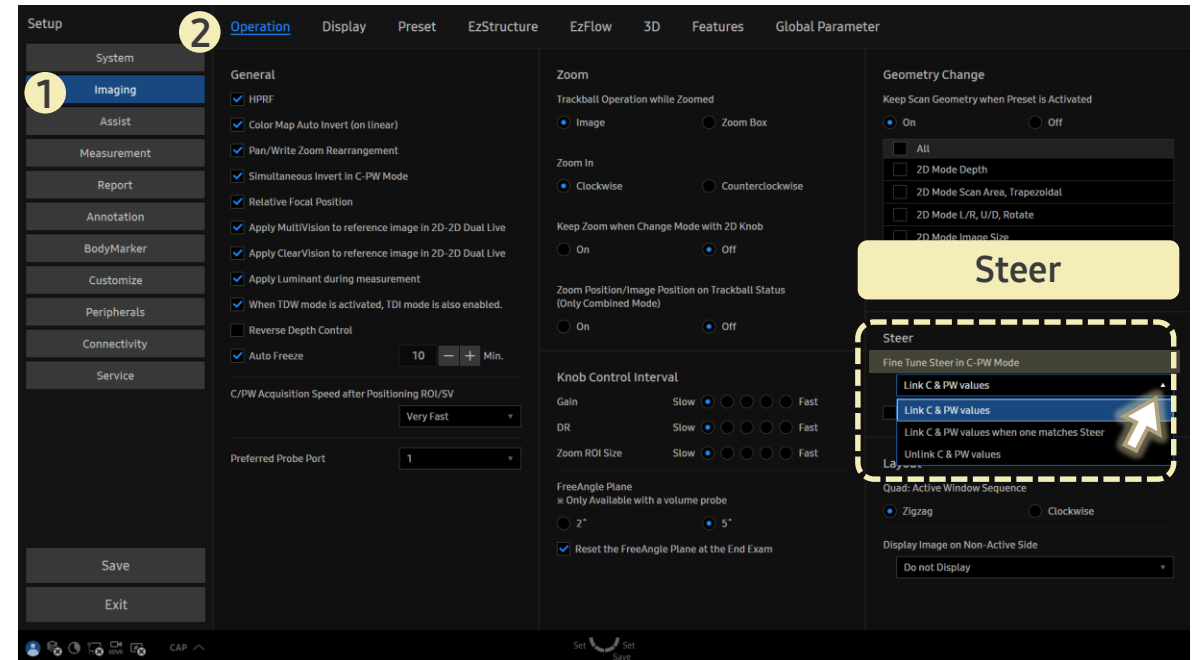 Setup
2
Operation Display Preset EzStructure EzFlow 3D Features Global Parameter
System
1
Imaging
Assist
Measurement
Report
Annotation
BodyMarker
Customize
Peripherals
Connectivity
Service
Save
Exit
General
HPRF
Color Map Auto Invert (on linear)
Pan/Write Zoom Rearrangement
Simultaneous Invert in C-PW Mode
Relative Focal Position
Apply MultiVision to reference image in 2D-2D Dual Live
Apply ClearVision to reference image in 2D-2D Dual Live
Apply Luminant during measurement
When TDW mode is activated, TDI mode is also enabled.
Reverse Depth Control
Auto Freeze 10 — + Min.
C/PW Acquisition Speed after Positioning ROI/SV
Very Fast
Preferred Probe Port 1
Zoom
Trackball Operation while Zoomed
Image Zoom Box
Zoom In
Clockwise Counterclockwise
Keep Zoom when Change Mode with 2D Knob
On Off
Zoom Position/Image Position on Trackball Status
(Only Combined Mode)
On Off
Knob Control Interval
Gain Slow Fast
DR Slow Fast
Zoom ROI Size Slow Fast
FreeAngle Plane
※ Only Available with a volume probe
2˚ 5˚
Reset the FreeAngle Plane at the End Exam
Geometry Change
Keep Scan Geometry when Preset is Activated
On Off
All
2D Mode Depth
2D Mode Scan Area, Trapezoidal
2D Mode L/R, U/D, Rotate
2D Mode Image Size
Steer
Steer
Fine Tune Steer in C-PW Mode
Link C & PW values
Link C & PW values
Link C & PW values when one matches Steer
Unlink C & PW values
Layout
Quad: Active Window Sequence
Zigzag Clockwise
Display Image on Non-Active Side
Do not Display
ADVR CAP
Set Set
Save